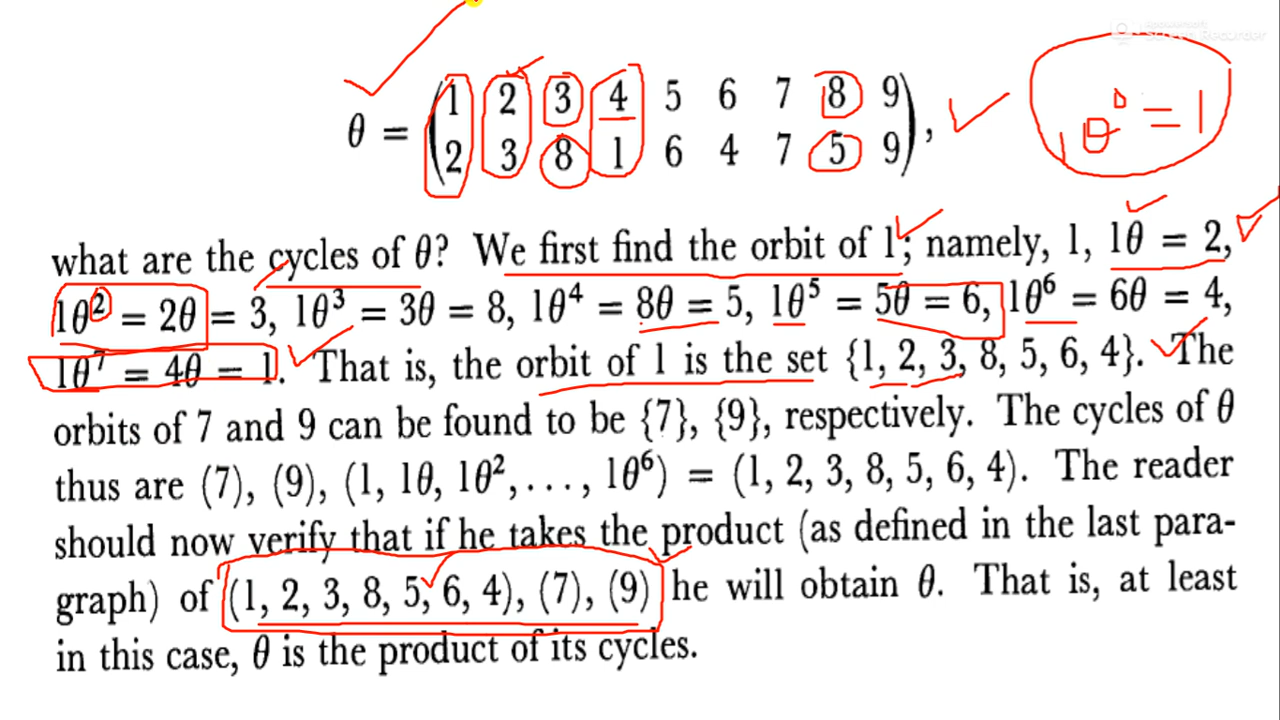 Apowersoft
Screen Recorder
θ = (1 2 3 4 5 6 7 8 9
2 3 8 1 6 4 7 5 9),
1θ⁰ = 1
what are the cycles of θ? We first find the orbit of 1; namely, 1, 1θ = 2,
1θ² = 2θ = 3, 1θ³ = 3θ = 8, 1θ⁴ = 8θ = 5, 1θ⁵ = 5θ = 6, 1θ⁶ = 6θ = 4,
1θ⁷ = 4θ = 1. That is, the orbit of 1 is the set {1, 2, 3, 8, 5, 6, 4}. The
orbits of 7 and 9 can be found to be {7}, {9}, respectively. The cycles of θ
thus are (7), (9), (1, 1θ, 1θ², . . . , 1θ⁶) = (1, 2, 3, 8, 5, 6, 4). The reader
should now verify that if he takes the product (as defined in the last para-
graph) of (1, 2, 3, 8, 5, 6, 4), (7), (9) he will obtain θ. That is, at least
in this case, θ is the product of its cycles.